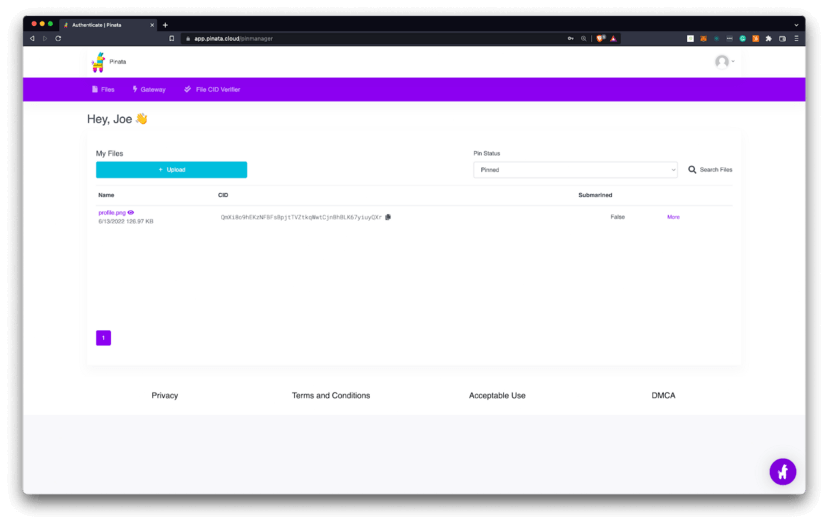 Authenticate | Pinata
app.pinata.cloud/pinmanager
Pinata
Files Gateway File CID Verifier
Hey, Joe 👋
My Files Pin Status
+ Upload Pinned Search Files
Name CID Submarined
profile.png False More
6/13/2022 126.97 KB
1
Privacy Terms and Conditions Acceptable Use DMCA